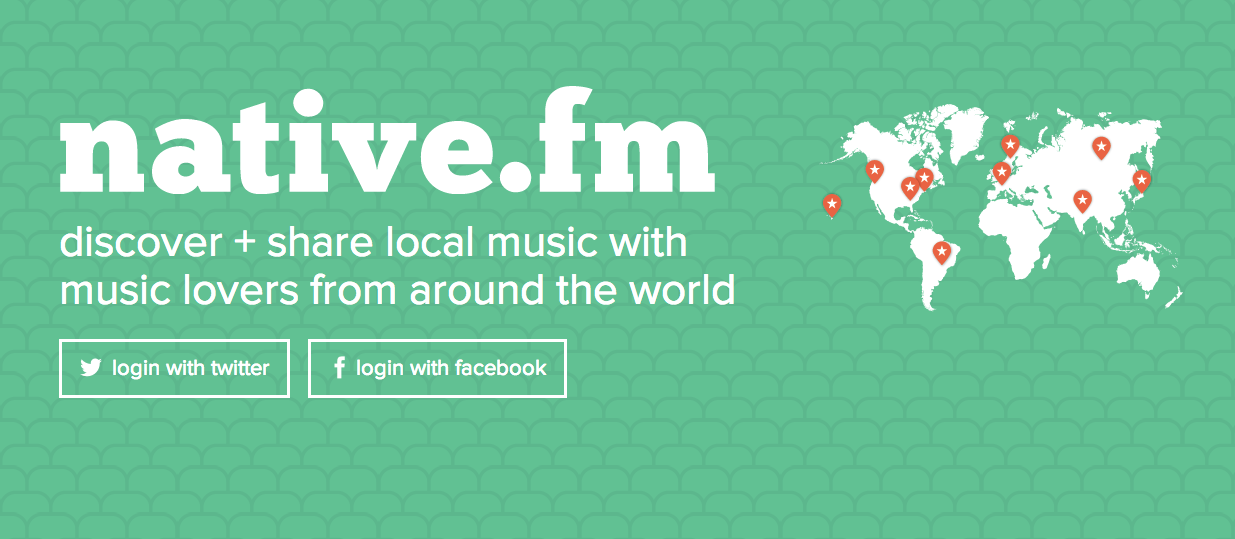 native.fm
discover + share local music with
music lovers from around the world
login with twitter
login with facebook